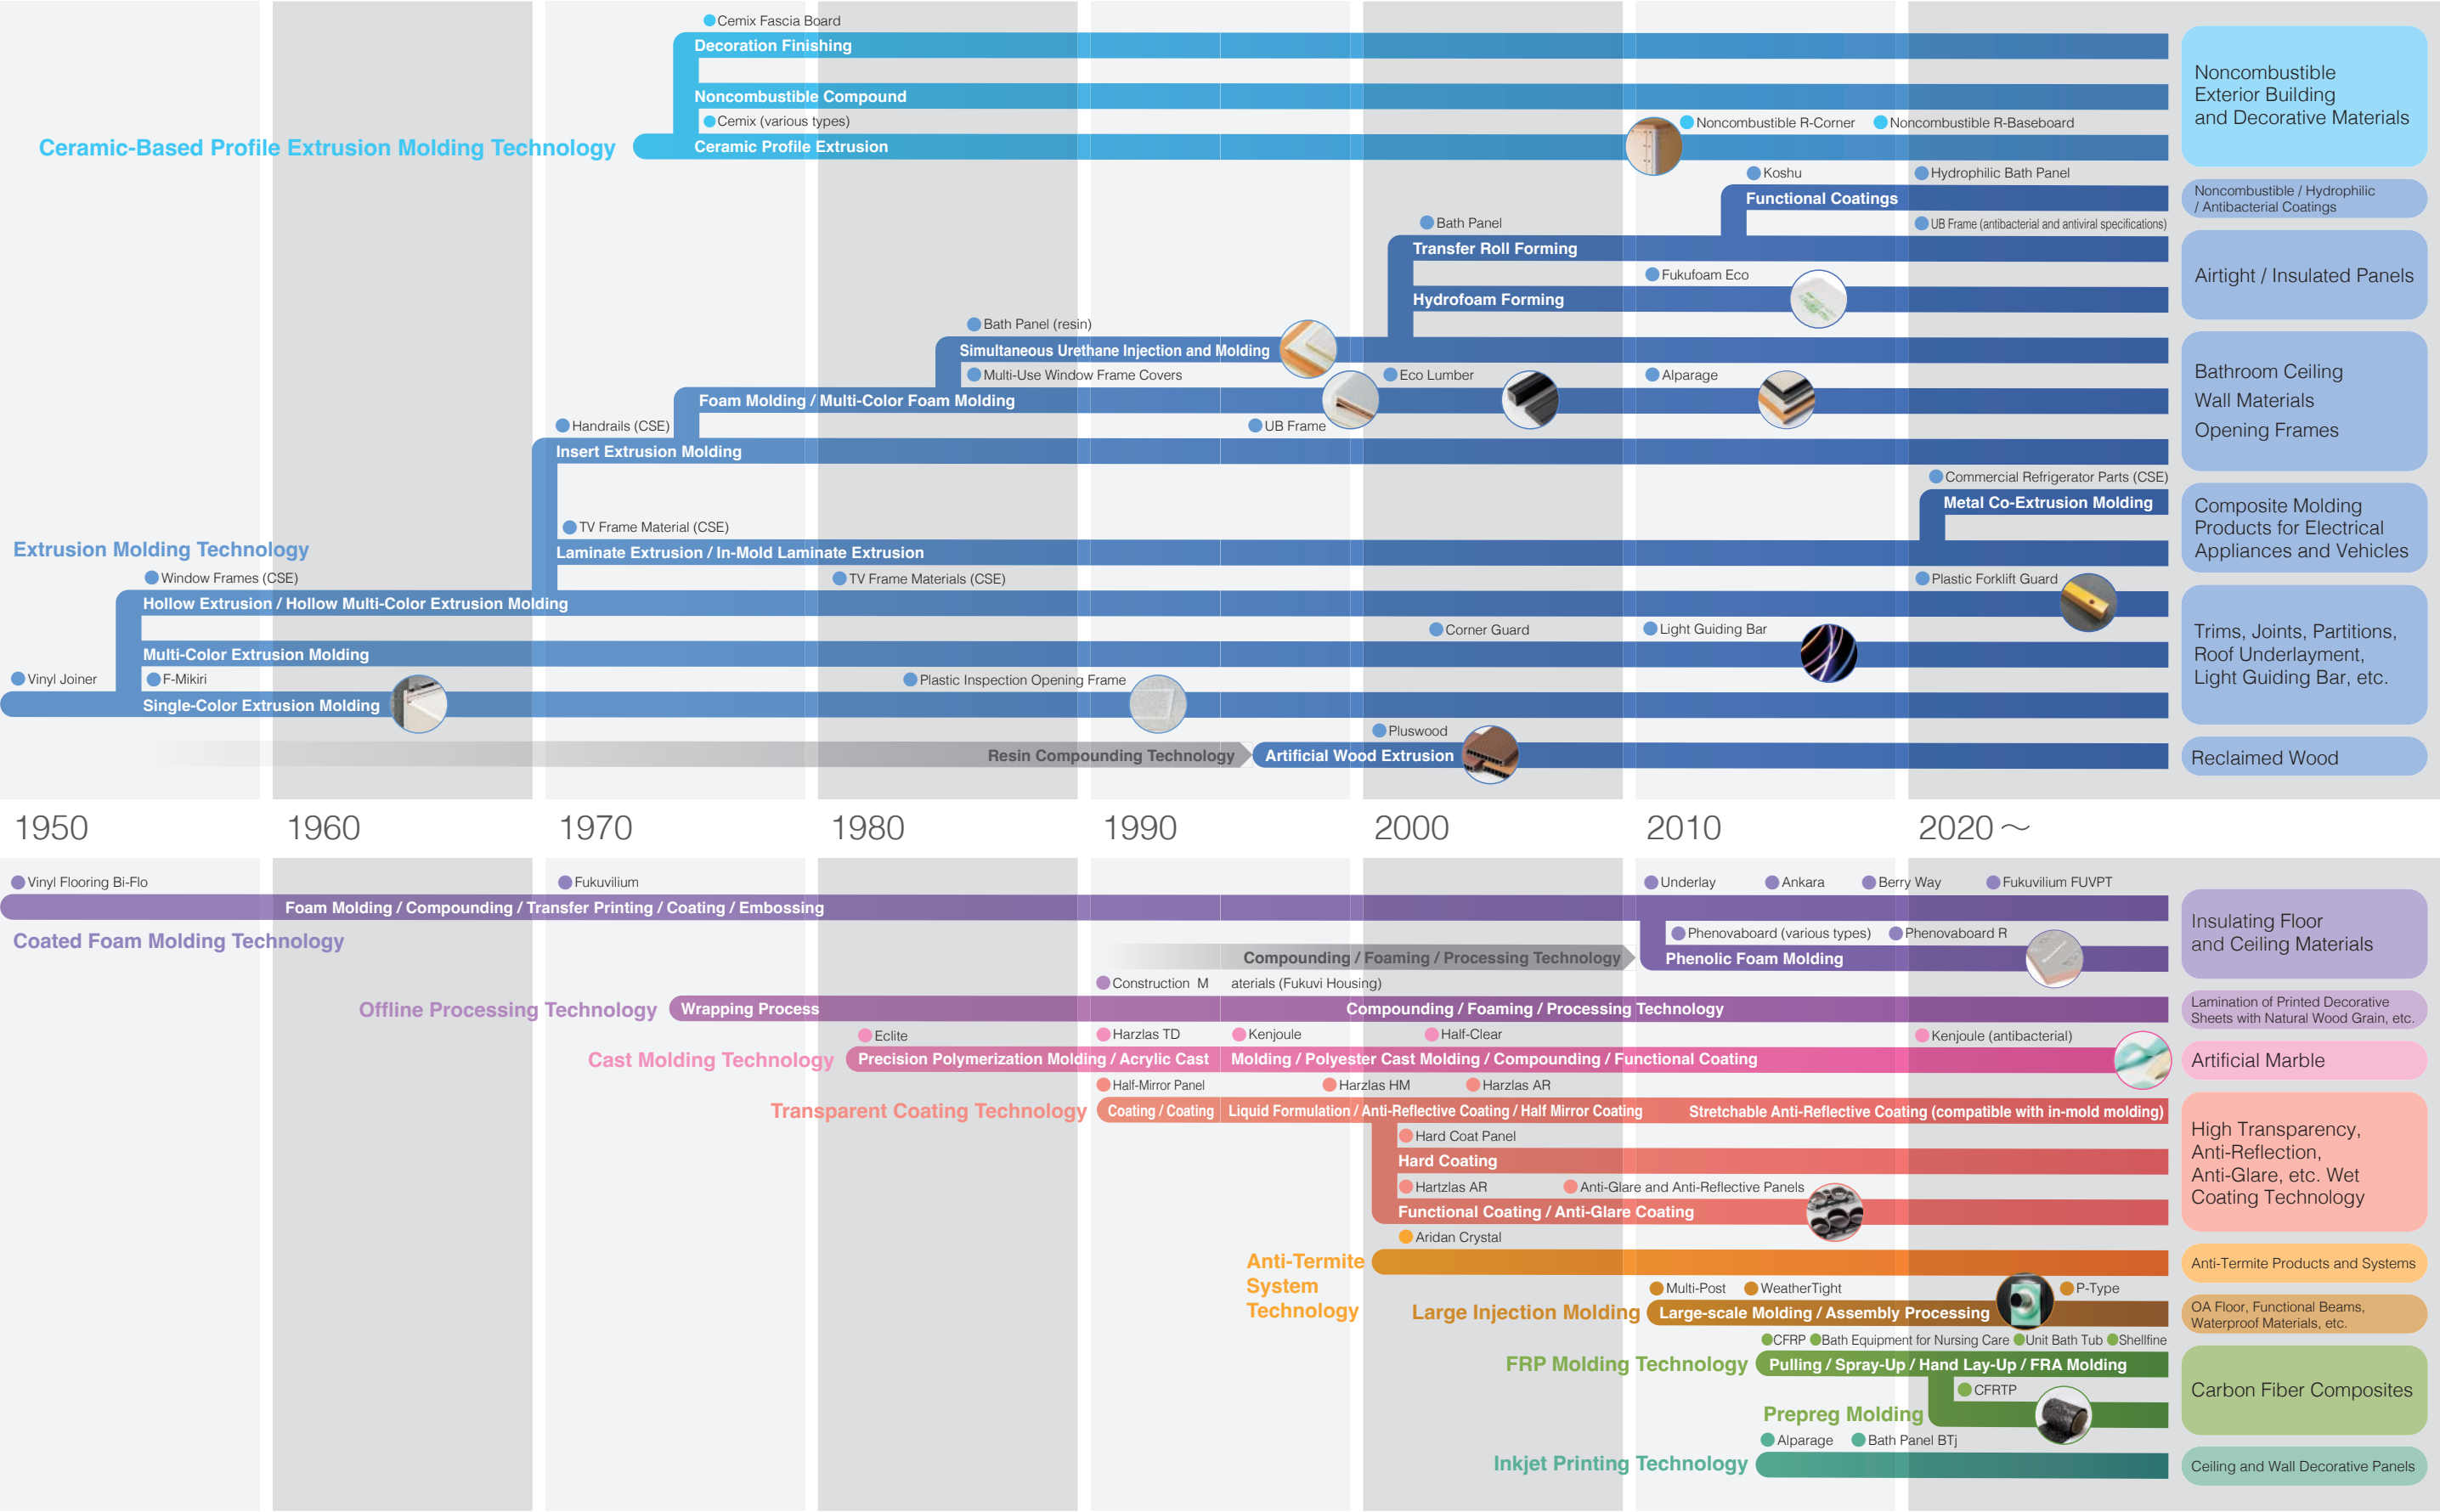 Cemix Fascia Board
Decoration Finishing
Noncombustible Compound
Cemix (various types)
Noncombustible R-Corner
Noncombustible R-Baseboard
Ceramic-Based Profile Extrusion Molding Technology
Ceramic Profile Extrusion
Noncombustible
Exterior Building
and Decorative Materials
Koshu
Hydrophilic Bath Panel
Functional Coatings
Noncombustible / Hydrophilic
/ Antibacterial Coatings
Bath Panel
UB Frame (antibacterial and antiviral specifications)
Transfer Roll Forming
Fukufoam Eco
Hydrofoam Forming
Airtight / Insulated Panels
Bath Panel (resin)
Simultaneous Urethane Injection and Molding
Multi-Use Window Frame Covers
Eco Lumber
Alparage
Foam Molding / Multi-Color Foam Molding
Handrails (CSE)
UB Frame
Insert Extrusion Molding
Bathroom Ceiling
Wall Materials
Opening Frames
Commercial Refrigerator Parts (CSE)
Metal Co-Extrusion Molding
TV Frame Material (CSE)
Extrusion Molding Technology
Laminate Extrusion / In-Mold Laminate Extrusion
Composite Molding
Products for Electrical
Appliances and Vehicles
Window Frames (CSE)
TV Frame Materials (CSE)
Plastic Forklift Guard
Hollow Extrusion / Hollow Multi-Color Extrusion Molding
Corner Guard
Light Guiding Bar
Multi-Color Extrusion Molding
Vinyl Joiner
F-Mikiri
Plastic Inspection Opening Frame
Single-Color Extrusion Molding
Trims, Joints, Partitions,
Roof Underlayment,
Light Guiding Bar, etc.
Pluswood
Resin Compounding Technology
Artificial Wood Extrusion
Reclaimed Wood
1950
1960
1970
1980
1990
2000
2010
2020～
Vinyl Flooring Bi-Flo
Fukuvilium
Underlay
Ankara
Berry Way
Fukuvilium FUVPT
Foam Molding / Compounding / Transfer Printing / Coating / Embossing
Coated Foam Molding Technology
Phenovaboard (various types)
Phenovaboard R
Compounding / Foaming / Processing Technology
Phenolic Foam Molding
Insulating Floor
and Ceiling Materials
Construction M aterials (Fukuvi Housing)
Offline Processing Technology
Wrapping Process
Compounding / Foaming / Processing Technology
Lamination of Printed Decorative
Sheets with Natural Wood Grain, etc.
Eclite
Harzlas TD
Kenjoule
Half-Clear
Kenjoule (antibacterial)
Cast Molding Technology
Precision Polymerization Molding / Acrylic Cast Molding / Polyester Cast Molding / Compounding / Functional Coating
Artificial Marble
Half-Mirror Panel
Harzlas HM
Harzlas AR
Transparent Coating Technology
Coating / Coating Liquid Formulation / Anti-Reflective Coating / Half Mirror Coating
Stretchable Anti-Reflective Coating (compatible with in-mold molding)
Hard Coat Panel
Hard Coating
Hartzlas AR
Anti-Glare and Anti-Reflective Panels
Functional Coating / Anti-Glare Coating
High Transparency,
Anti-Reflection,
Anti-Glare, etc. Wet
Coating Technology
Aridan Crystal
Anti-Termite
System
Technology
Anti-Termite Products and Systems
Multi-Post
WeatherTight
P-Type
Large Injection Molding
Large-scale Molding / Assembly Processing
OA Floor, Functional Beams,
Waterproof Materials, etc.
CFRP
Bath Equipment for Nursing Care
Unit Bath Tub
Shellfine
FRP Molding Technology
Pulling / Spray-Up / Hand Lay-Up / FRA Molding
CFRTP
Prepreg Molding
Carbon Fiber Composites
Alparage
Bath Panel BTj
Inkjet Printing Technology
Ceiling and Wall Decorative Panels